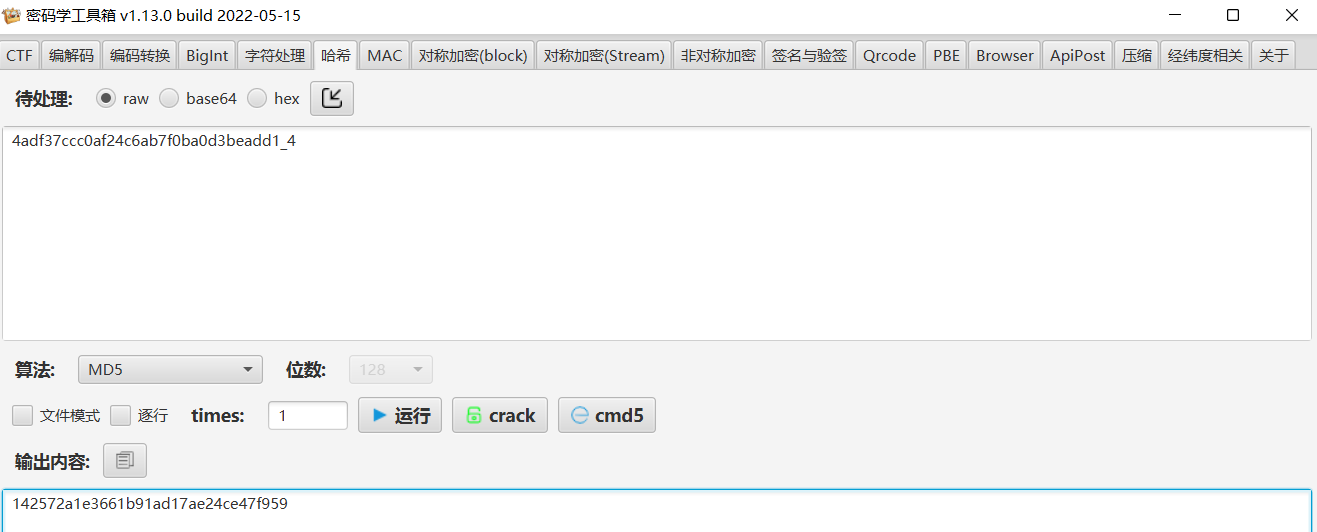 密码学工具箱 v1.13.0 build 2022-05-15
CTF 编解码 编码转换 BigInt 字符处理 哈希 MAC 对称加密(block) 对称加密(Stream) 非对称加密 签名与验签 Qrcode PBE Browser ApiPost 压缩 经纬度相关 关于
待处理: raw base64 hex
4adf37ccc0af24c6ab7f0ba0d3beadd1_4
算法: MD5 位数: 128
文件模式 逐行 times: 1 运行 crack cmd5
输出内容:
142572a1e3661b91ad17ae24ce47f959